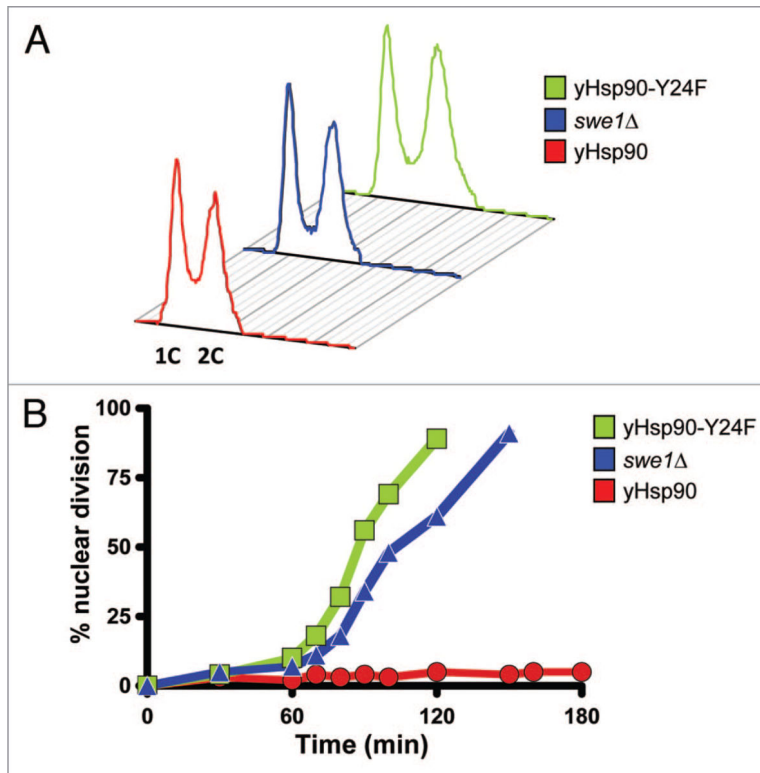 A
yHsp90-Y24F
swe1Δ
yHsp90
1C 2C
B
100
75
50
25
0
% nuclear division
0 60 120 180
Time (min)
yHsp90-Y24F
swe1Δ
yHsp90